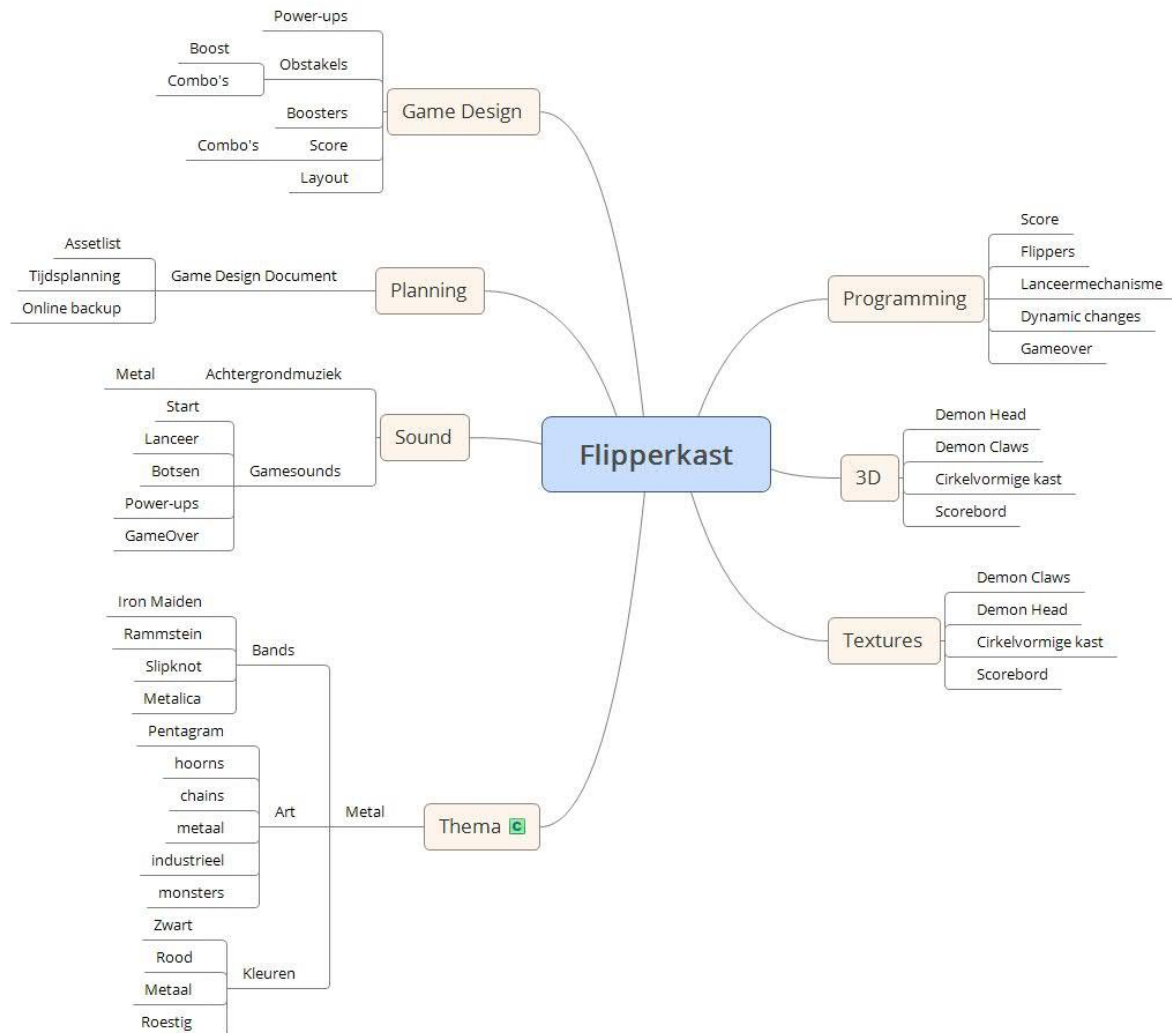 Power-ups
Boost
Combo's
Obstakels
Boosters
Combo's
Score
Layout
Game Design
Assetlist
Tijdsplanning
Online backup
Game Design Document
Planning
Metal
Achtergrondmuziek
Start
Lanceer
Botsen
Power-ups
GameOver
Gamesounds
Sound
Iron Maiden
Rammstein
Slipknot
Metalica
Bands
Pentagram
hoorns
chains
metaal
industrieel
monsters
Art
Zwart
Rood
Metaal
Roestig
Kleuren
Metal
Thema C
Flipperkast
Programming
Score
Flippers
Lanceermechanisme
Dynamic changes
Gameover
3D
Demon Head
Demon Claws
Cirkelvormige kast
Scorebord
Textures
Demon Claws
Demon Head
Cirkelvormige kast
Scorebord